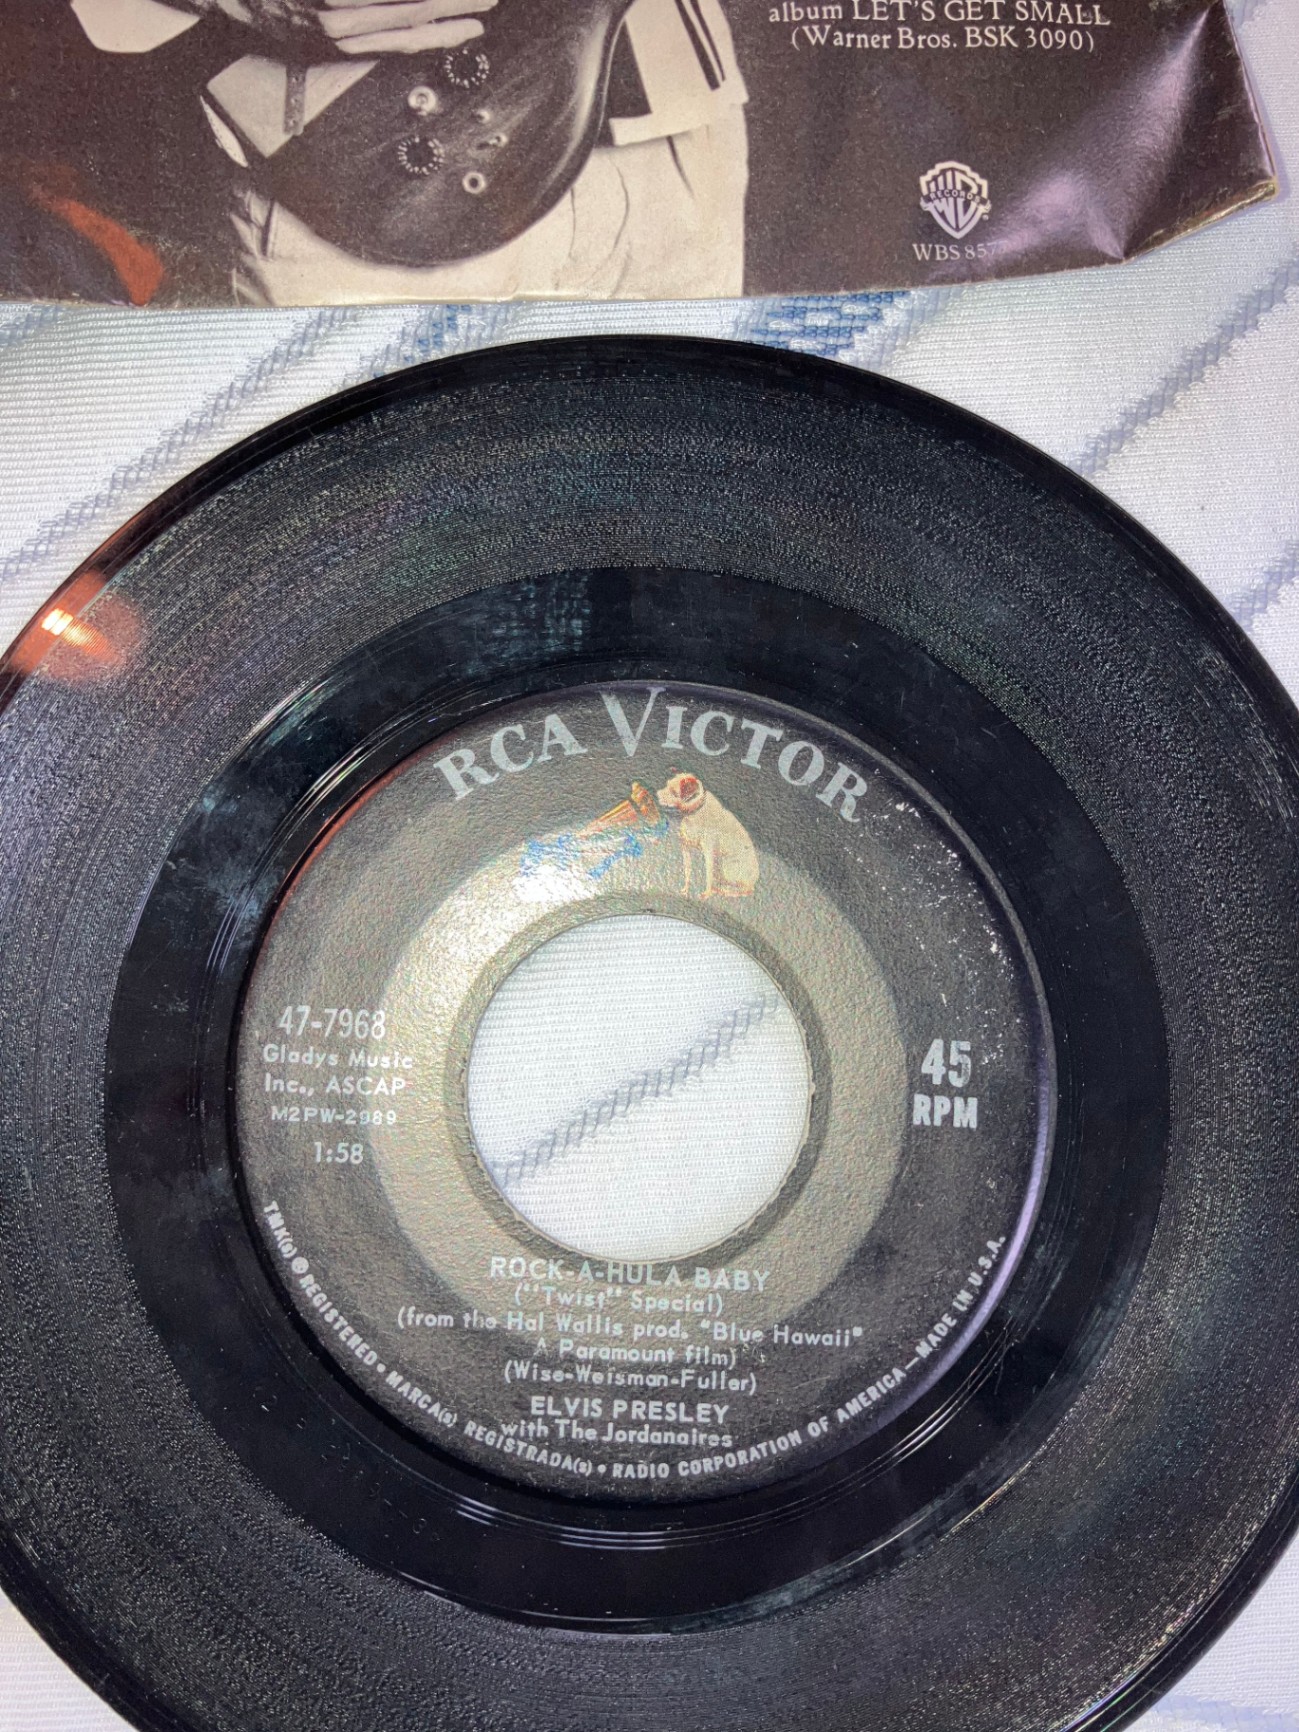 album LET'S GET SMALL
(Warner Bros. BSK 3090)
RECORDS
WBS 857
RCA VICTOR
47-7968
Gladys Music
Inc., ASCAP
M2PW-2989
1:58
45
RPM
ROCK-A-HULA BABY
("Twist" Special)
(from the Hal Wallis prod. "Blue Hawaii"
A Paramount film)
(Wise-Weisman-Fuller)
ELVIS PRESLEY
with The Jordanaires
TMK(s) ® REGISTERED • MARCA(s) REGISTRADA(s) • RADIO CORPORATION OF AMERICA—MADE IN U.S.A.